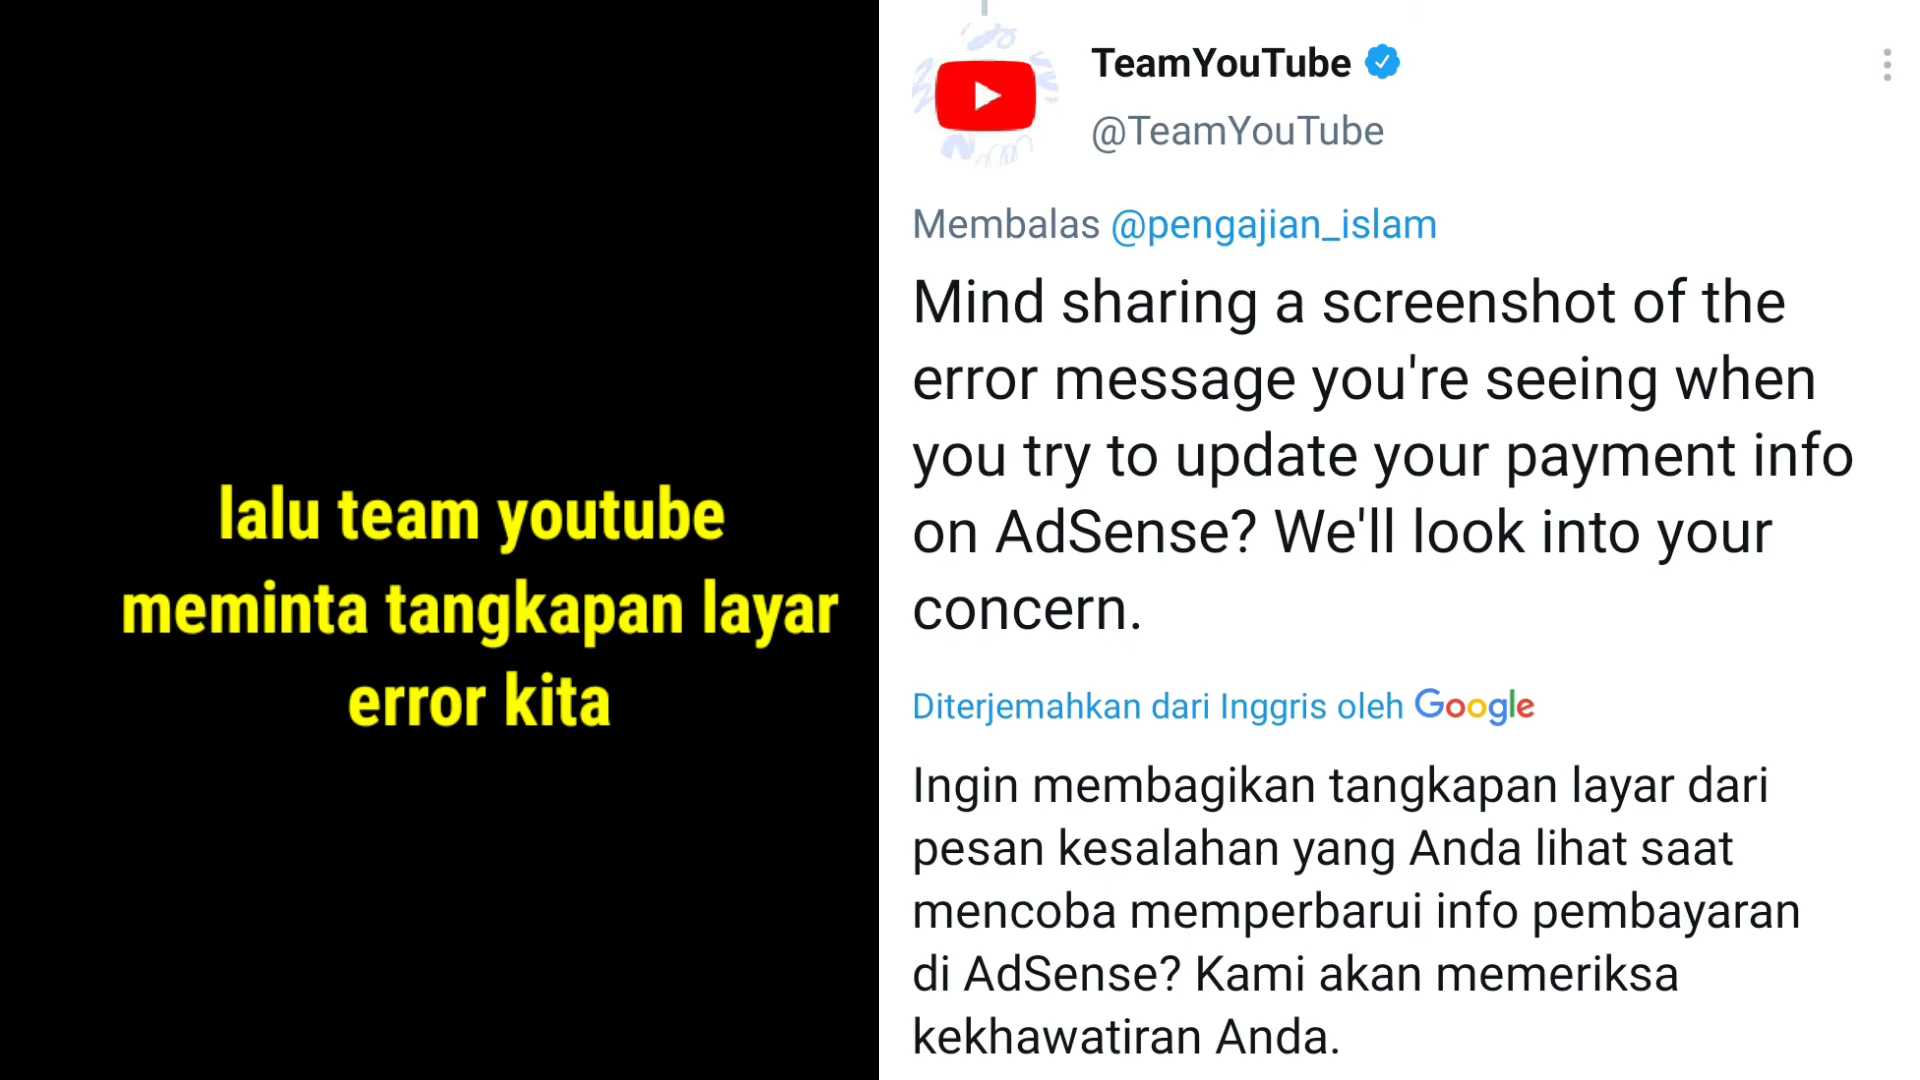 lalu team youtube
meminta tangkapan layar
error kita
TeamYouTube
@TeamYouTube
Membalas @pengajian_islam
Mind sharing a screenshot of the
error message you're seeing when
you try to update your payment info
on AdSense? We'll look into your
concern.
Diterjemahkan dari Inggris oleh Google
Ingin membagikan tangkapan layar dari
pesan kesalahan yang Anda lihat saat
mencoba memperbarui info pembayaran
di AdSense? Kami akan memeriksa
kekhawatiran Anda.